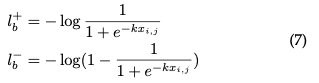 l_b^+ = − log \frac{1}{1 + e^{−kx_{i,j}}}
l_b^- = − log(1 − \frac{1}{1 + e^{−kx_{i,j}}})
(7)